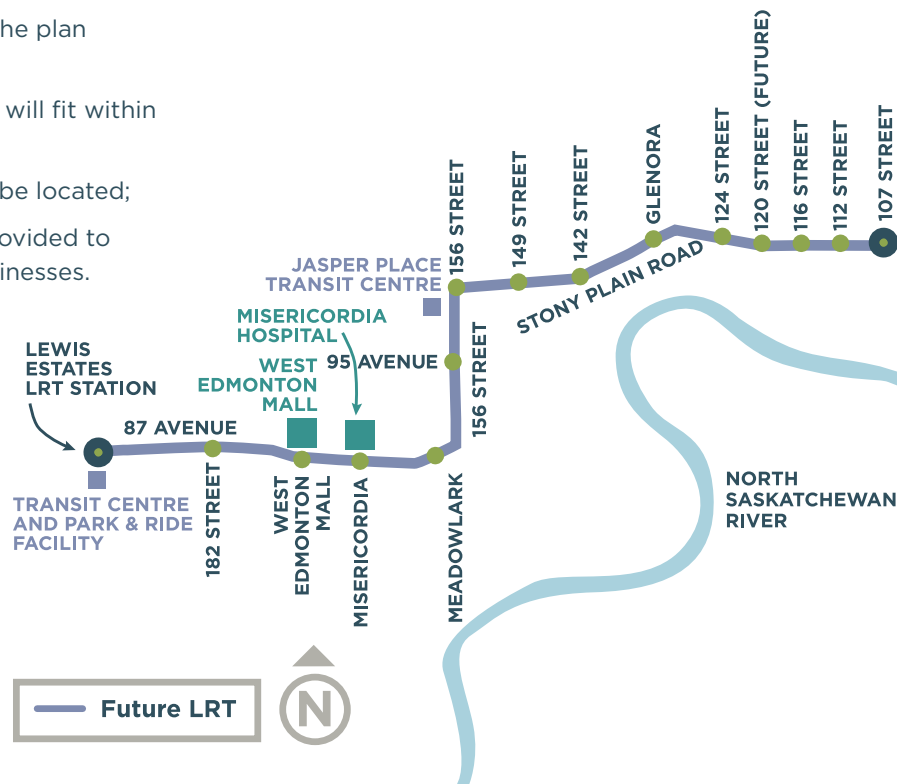 he plan
will fit within
be located;
ovided to
inesses.
156 STREET
149 STREET
142 STREET
GLENORA
124 STREET
120 STREET (FUTURE)
116 STREET
112 STREET
107 STREET
JASPER PLACE
TRANSIT CENTRE
STONY PLAIN ROAD
MISERICORDIA
HOSPITAL
95 AVENUE
156 STREET
WEST
EDMONTON
MALL
LEWIS
ESTATES
LRT STATION
87 AVENUE
TRANSIT CENTRE
AND PARK & RIDE
FACILITY
182 STREET
WEST
EDMONTON
MALL
MISERICORDIA
MEADOWLARK
NORTH
SASKATCHEWAN
RIVER
Future LRT
N